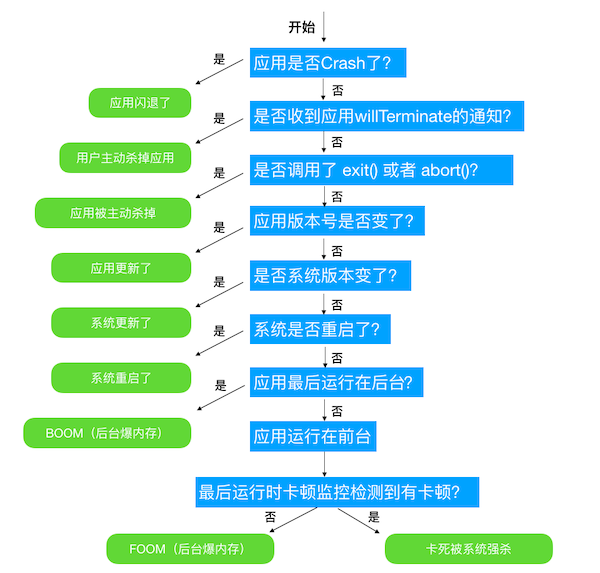 开始
应用是否Crash了？
是
否
应用闪退了
是否收到应用willTerminate的通知？
是
否
用户主动杀掉应用
是否调用了 exit() 或者 abort()?
是
否
应用被主动杀掉
应用版本号是否变了？
是
否
应用更新了
是否系统版本变了？
是
否
系统更新了
系统是否重启了？
是
否
系统重启了
应用最后运行在后台？
是
否
BOOM（后台爆内存）
应用运行在前台
最后运行时卡顿监控检测到有卡顿？
否
是
FOOM（后台爆内存）
卡死被系统强杀